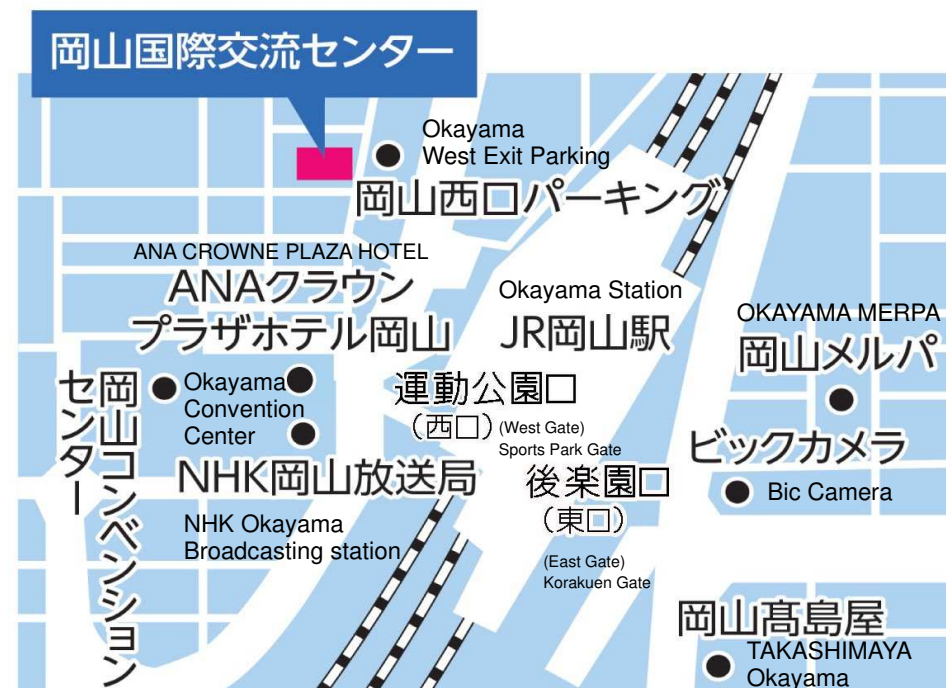 岡山国際交流センター
Okayama
West Exit Parking
岡山西口パーキング
ANA CROWNE PLAZA HOTEL
ANAクラウン
プラザホテル岡山
Okayama Station
JR岡山駅
OKAYAMA MERPA
岡山メルパ
岡山コンベンション
センター
Okayama
Convention
Center
運動公園口
(西口)
(West Gate)
Sports Park Gate
ビックカメラ
Bic Camera
NHK岡山放送局
NHK Okayama
Broadcasting station
後楽園口
(東口)
(East Gate)
Korakuen Gate
岡山髙島屋
TAKASHIMAYA
Okayama